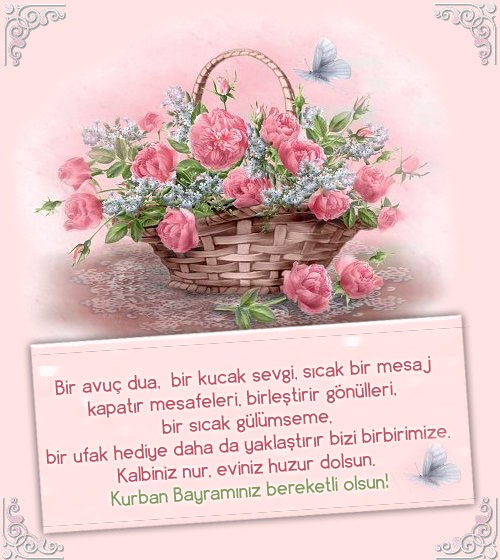 Bir avuç dua, bir kucak sevgi, sıcak bir mesaj
kapatır mesafeleri, birleştirir gönülleri,
bir sıcak gülümseme,
bir ufak hediye daha da yaklaştırır bizi birbirimize.
Kalbiniz nur, eviniz huzur dolsun.
Kurban Bayramınız bereketli olsun!